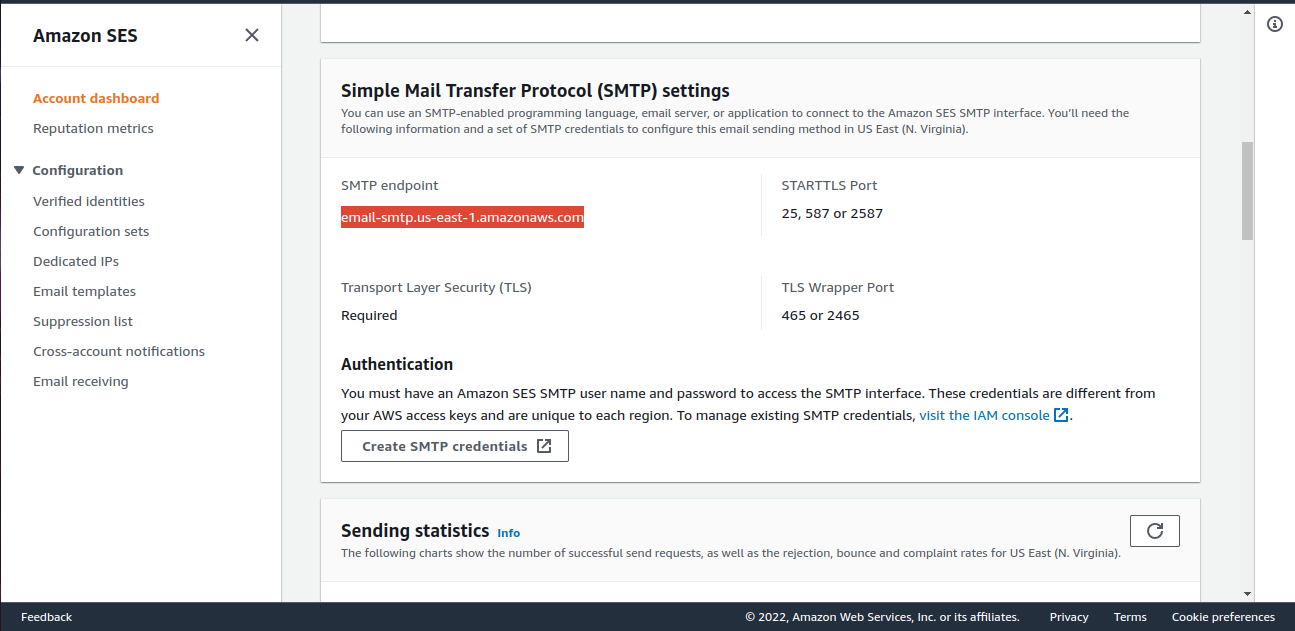 Amazon SES
Account dashboard
Reputation metrics
Configuration
Verified identities
Configuration sets
Dedicated IPs
Email templates
Suppression list
Cross-account notifications
Email receiving
Simple Mail Transfer Protocol (SMTP) settings
You can use an SMTP-enabled programming language, email server, or application to connect to the Amazon SES SMTP interface. You'll need the
following information and a set of SMTP credentials to configure this email sending method in US East (N. Virginia).
SMTP endpoint
email-smtp.us-east-1.amazonaws.com
STARTTLS Port
25, 587 or 2587
Transport Layer Security (TLS)
Required
TLS Wrapper Port
465 or 2465
Authentication
You must have an Amazon SES SMTP user name and password to access the SMTP interface. These credentials are different from
your AWS access keys and are unique to each region. To manage existing SMTP credentials, visit the IAM console.
Create SMTP credentials
Sending statistics Info
The following charts show the number of successful send requests, as well as the rejection, bounce and complaint rates for US East (N. Virginia).
Feedback
© 2022, Amazon Web Services, Inc. or its affiliates. Privacy Terms Cookie preferences